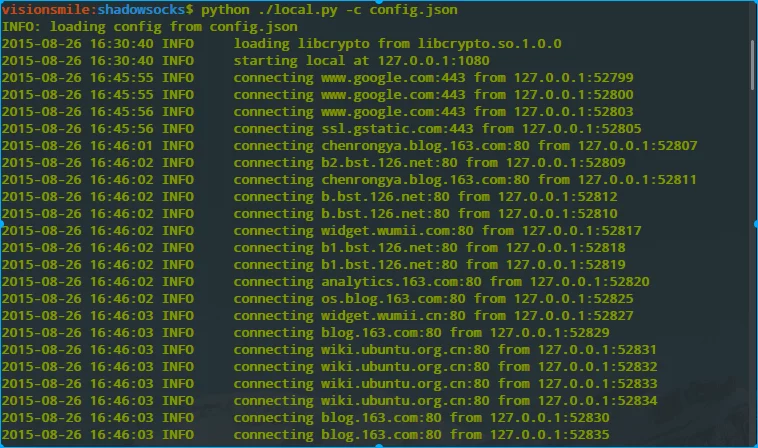 visionsmile:shadowsocks$ python ./local.py -c config.json
INFO: loading config from config.json
2015-08-26 16:30:40 INFO     loading libcrypto from libcrypto.so.1.0.0
2015-08-26 16:30:40 INFO     starting local at 127.0.0.1:1080
2015-08-26 16:45:55 INFO     connecting www.google.com:443 from 127.0.0.1:52799
2015-08-26 16:45:55 INFO     connecting www.google.com:443 from 127.0.0.1:52800
2015-08-26 16:45:56 INFO     connecting www.google.com:443 from 127.0.0.1:52803
2015-08-26 16:45:56 INFO     connecting ssl.gstatic.com:443 from 127.0.0.1:52805
2015-08-26 16:46:01 INFO     connecting chenrongya.blog.163.com:80 from 127.0.0.1:52807
2015-08-26 16:46:02 INFO     connecting b2.bst.126.net:80 from 127.0.0.1:52809
2015-08-26 16:46:02 INFO     connecting chenrongya.blog.163.com:80 from 127.0.0.1:52811
2015-08-26 16:46:02 INFO     connecting b.bst.126.net:80 from 127.0.0.1:52812
2015-08-26 16:46:02 INFO     connecting b.bst.126.net:80 from 127.0.0.1:52810
2015-08-26 16:46:02 INFO     connecting widget.wumii.com:80 from 127.0.0.1:52817
2015-08-26 16:46:02 INFO     connecting b1.bst.126.net:80 from 127.0.0.1:52818
2015-08-26 16:46:02 INFO     connecting b1.bst.126.net:80 from 127.0.0.1:52819
2015-08-26 16:46:02 INFO     connecting analytics.163.com:80 from 127.0.0.1:52820
2015-08-26 16:46:02 INFO     connecting os.blog.163.com:80 from 127.0.0.1:52825
2015-08-26 16:46:03 INFO     connecting widget.wumii.cn:80 from 127.0.0.1:52827
2015-08-26 16:46:03 INFO     connecting blog.163.com:80 from 127.0.0.1:52829
2015-08-26 16:46:03 INFO     connecting wiki.ubuntu.org.cn:80 from 127.0.0.1:52831
2015-08-26 16:46:03 INFO     connecting wiki.ubuntu.org.cn:80 from 127.0.0.1:52832
2015-08-26 16:46:03 INFO     connecting wiki.ubuntu.org.cn:80 from 127.0.0.1:52833
2015-08-26 16:46:03 INFO     connecting wiki.ubuntu.org.cn:80 from 127.0.0.1:52834
2015-08-26 16:46:03 INFO     connecting blog.163.com:80 from 127.0.0.1:52830
2015-08-26 16:46:03 INFO     connecting blog.163.com:80 from 127.0.0.1:52835